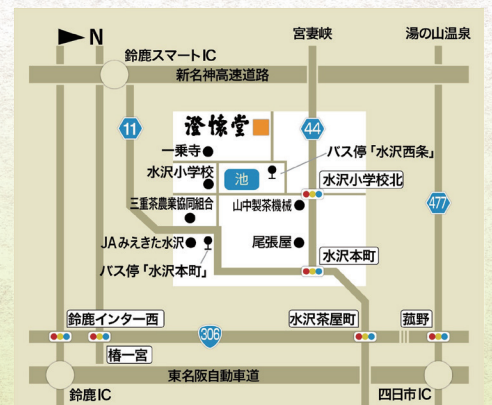 N
宮妻峡
湯の山温泉
鈴鹿スマートIC
新名神高速道路
11
澄懐堂
44
一乗寺
バス停「水沢西条」
水沢小学校
池
水沢小学校北
477
三重茶農業協同組合
山中製茶機械
JAみえきた水沢
尾張屋
水沢本町
バス停「水沢本町」
鈴鹿インター西
306
水沢茶屋町
菰野
椿一宮
東名阪自動車道
鈴鹿IC
四日市IC